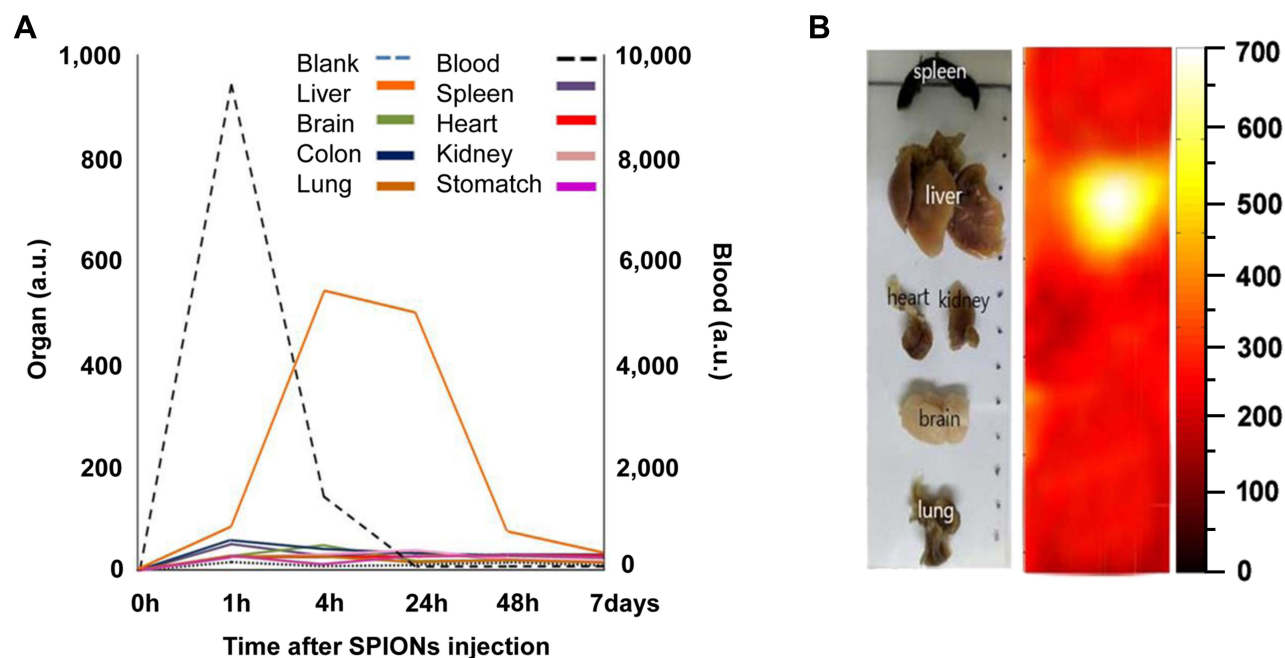 A
B
1,000
800
600
400
200
0
Organ (a.u.)
Blank
Blood
Liver
Spleen
Brain
Heart
Colon
Kidney
Lung
Stomatch
10,000
8,000
6,000
4,000
2,000
0
Blood (a.u.)
0h 1h 4h 24h 48h 7days
Time after SPIONs injection
spleen
liver
heart kidney
brain
lung
700
600
500
400
300
200
100
0